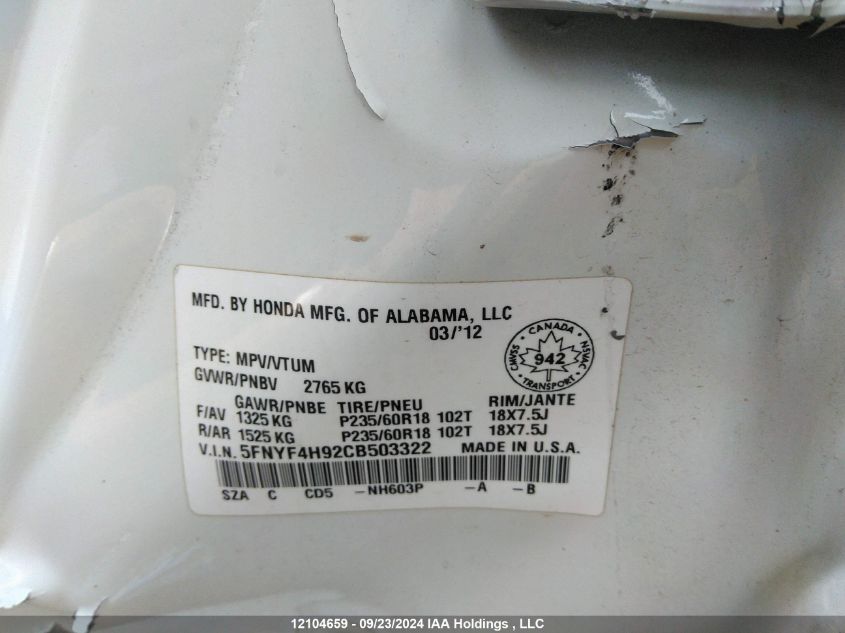 MFD. BY HONDA MFG. OF ALABAMA, LLC
03/'12
TYPE: MPV/VTUM
GVWR/PNBV 2765 KG
GAWR/PNBE TIRE/PNEU RIM/JANTE
F/AV 1325 KG P235/60R18 102T 18X7.5J
R/AR 1525 KG P235/60R18 102T 18X7.5J
V.I.N. 5FNYF4H92CB503322 MADE IN U.S.A.
SZA C CD5 -NH603P -A -B
CANADA
CMVSS 942 NSVAC
TRANSPORT
12104659 - 09/23/2024 IAA Holdings , LLC